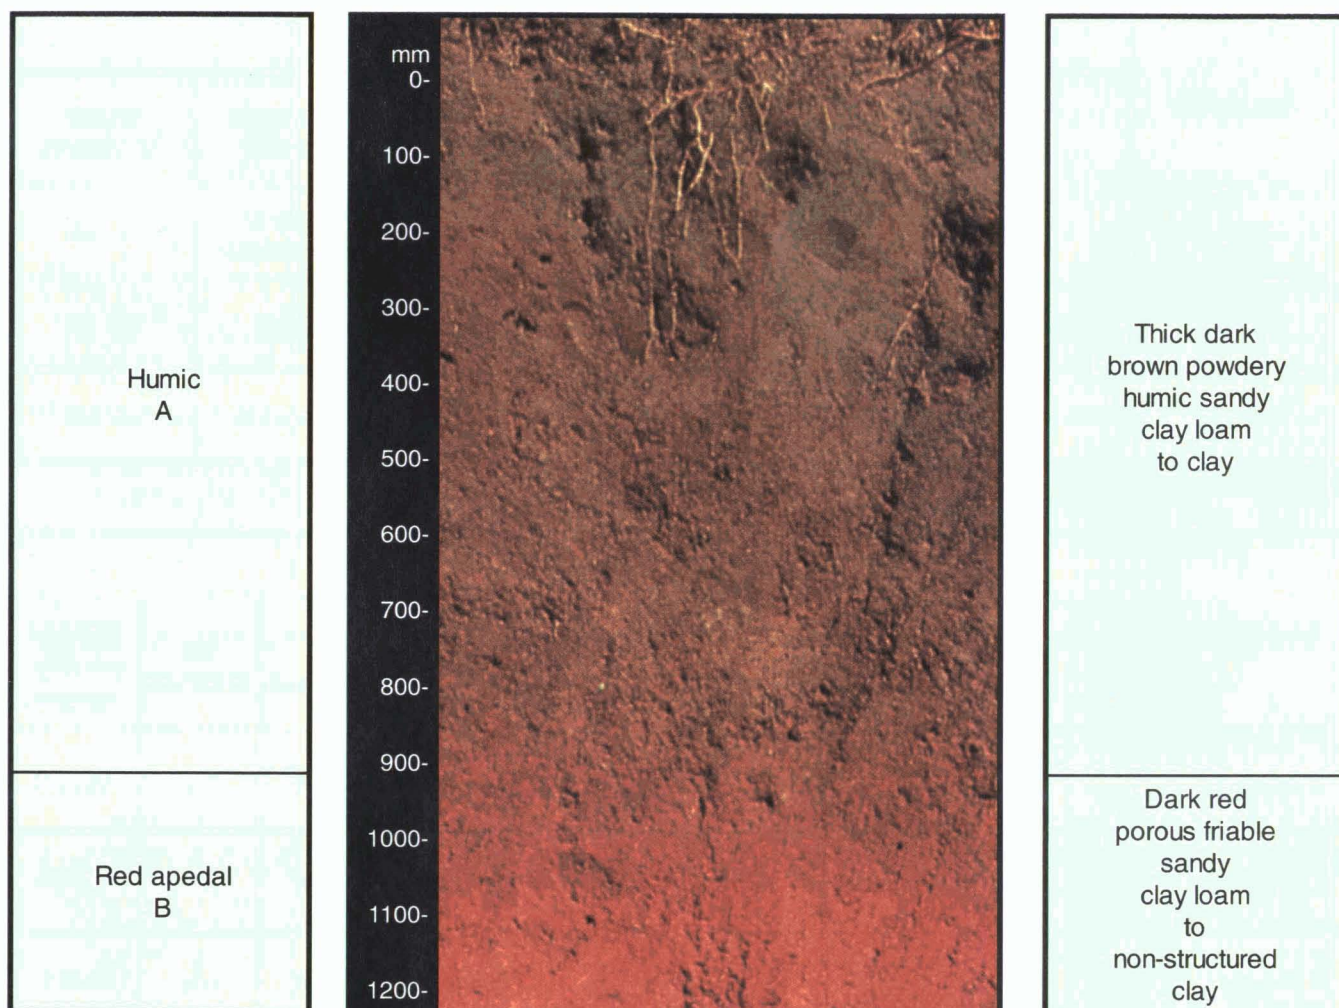 Humic
A
Red apedal
B
mm
0-
100-
200-
300-
400-
500-
600-
700-
800-
900-
1000-
1100-
1200-
Thick dark
brown powdery
humic sandy
clay loam
to clay
Dark red
porous friable
sandy
clay loam
to
non-structured
clay